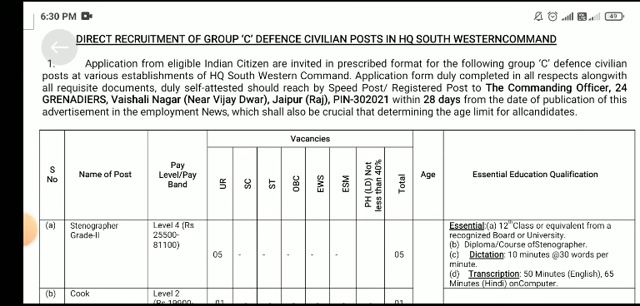 6:30 PM
49
DIRECT RECRUITMENT OF GROUP 'C' DEFENCE CIVILIAN POSTS IN HQ SOUTH WESTERNCOMMAND
1. Application from eligible Indian Citizen are invited in prescribed format for the following group 'C' defence civilian
posts at various establishments of HQ South Western Command. Application form duly completed in all respects alongwith
all requisite documents, duly self-attested should reach by Speed Post/ Registered Post to The Commanding Officer, 24
GRENADIERS, Vaishali Nagar (Near Vijay Dwar), Jaipur (Raj), PIN-302021 within 28 days from the date of publication of this
advertisement in the employment News, which shall also be crucial that determining the age limit for allcandidates.
S No Name of Post Pay Level/Pay Band Vacancies Age Essential Education Qualification
UR SC ST OBC EWS ESM PH (LD) Not less than 40% Total
(a) Stenographer Level 4 (Rs Essential:(a) 12th Class or equivalent from a
Grade-II 25500- recognized Board or University.
81100) (b) Diploma/Course ofStenographer.
05 - - - - - 05 (c) Dictation: 10 minutes @30 words per
minute.
(d) Transcription: 50 Minutes (English), 65
Minutes (Hindi) onComputer.
(b) Cook Level 2
(Rs 19900- 01 01